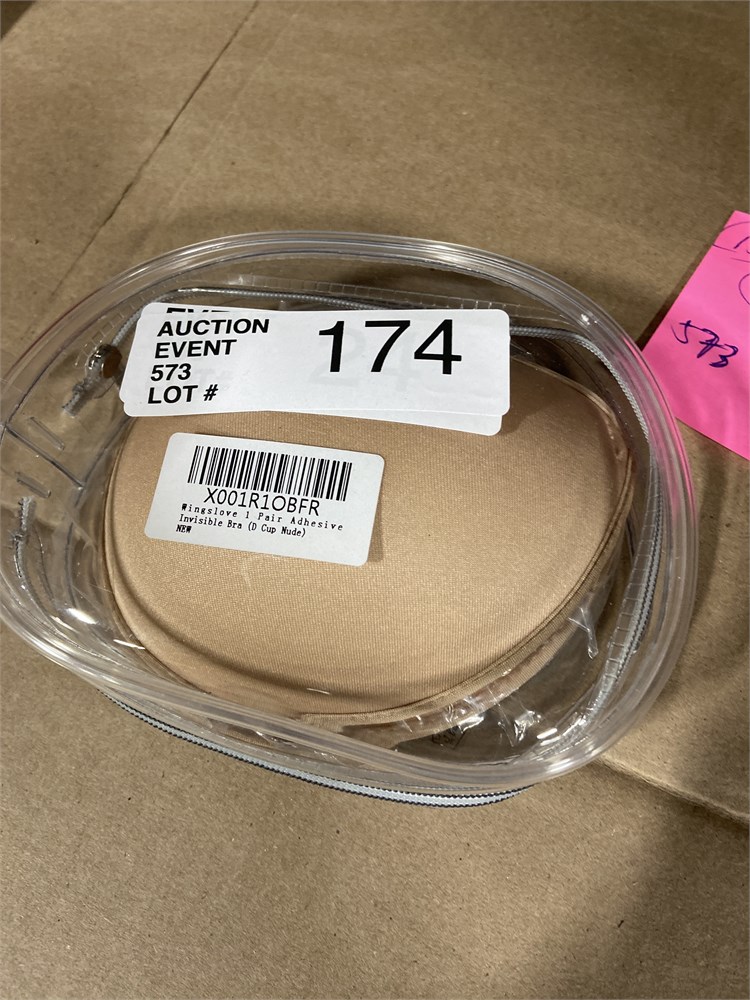 AUCTION
EVENT
573
LOT #
174
X001R1OBFR
Wingslove 1 Pair Adhesive
Invisible Bra (D Cup Nude)
NEW
573